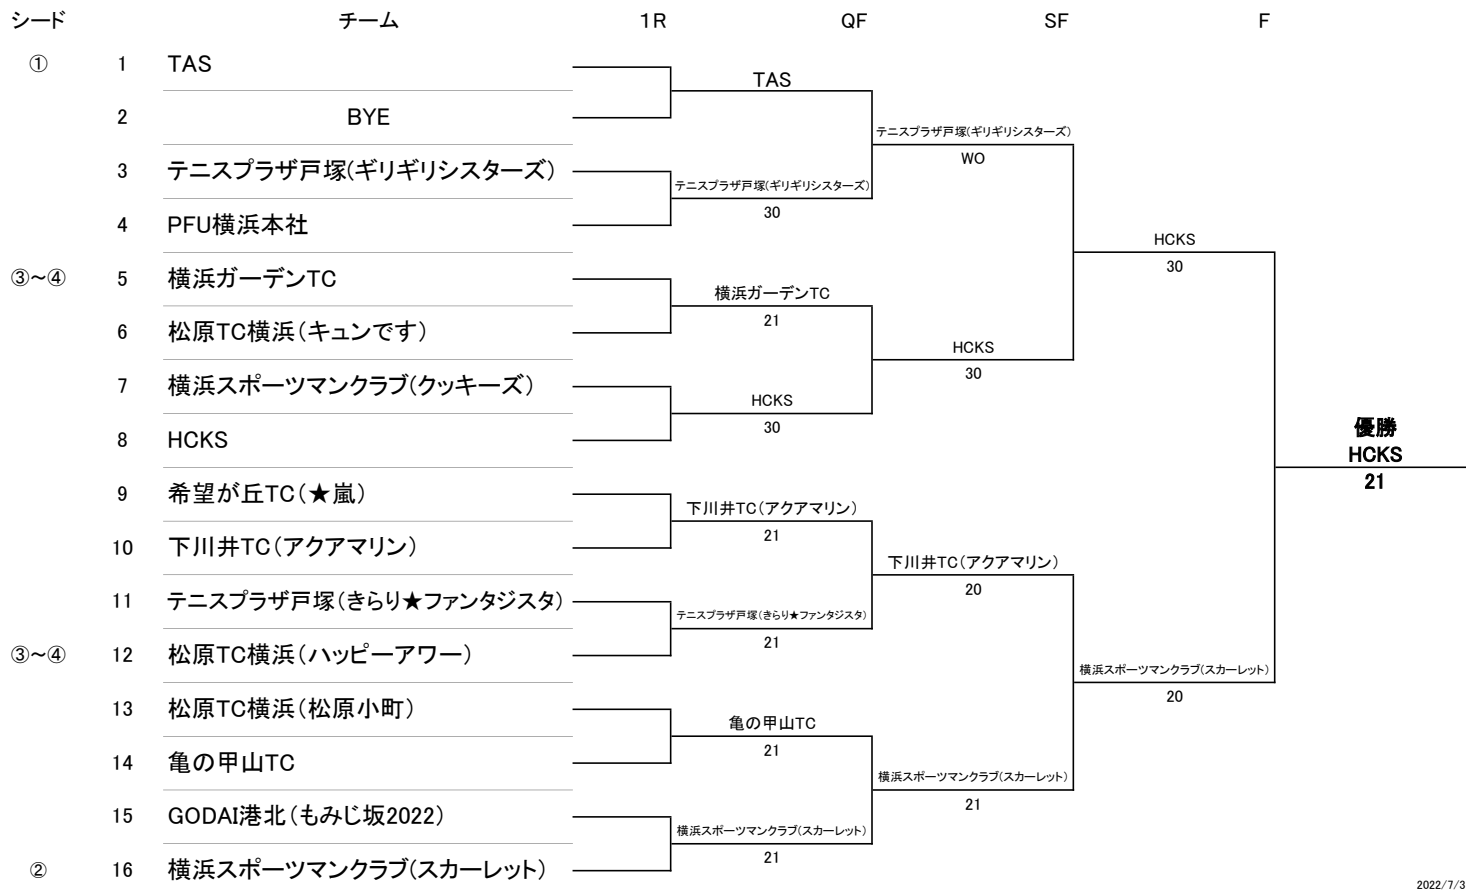 シード チーム 1R QF SF F
① 1 TAS
TAS
2 BYE
テニスプラザ戸塚(ギリギリシスターズ)
WO
3 テニスプラザ戸塚(ギリギリシスターズ)
テニスプラザ戸塚(ギリギリシスターズ)
30
4 PFU横浜本社
HCKS
30
③～④ 5 横浜ガーデンTC
横浜ガーデンTC
21
6 松原TC横浜（キュンです）
HCKS
30
7 横浜スポーツマンクラブ(クッキーズ)
HCKS
30
8 HCKS
優勝
HCKS
21
9 希望が丘TC（★嵐）
下川井TC（アクアマリン）
21
10 下川井TC（アクアマリン）
下川井TC（アクアマリン）
20
11 テニスプラザ戸塚（きらり★ファンタジスタ)
テニスプラザ戸塚（きらり★ファンタジスタ)
21
③～④ 12 松原TC横浜（ハッピーアワー）
横浜スポーツマンクラブ(スカーレット)
20
13 松原TC横浜（松原小町）
亀の甲山TC
21
14 亀の甲山TC
横浜スポーツマンクラブ(スカーレット)
21
15 GODAI港北（もみじ坂2022）
横浜スポーツマンクラブ(スカーレット)
21
② 16 横浜スポーツマンクラブ(スカーレット)
2022/7/3